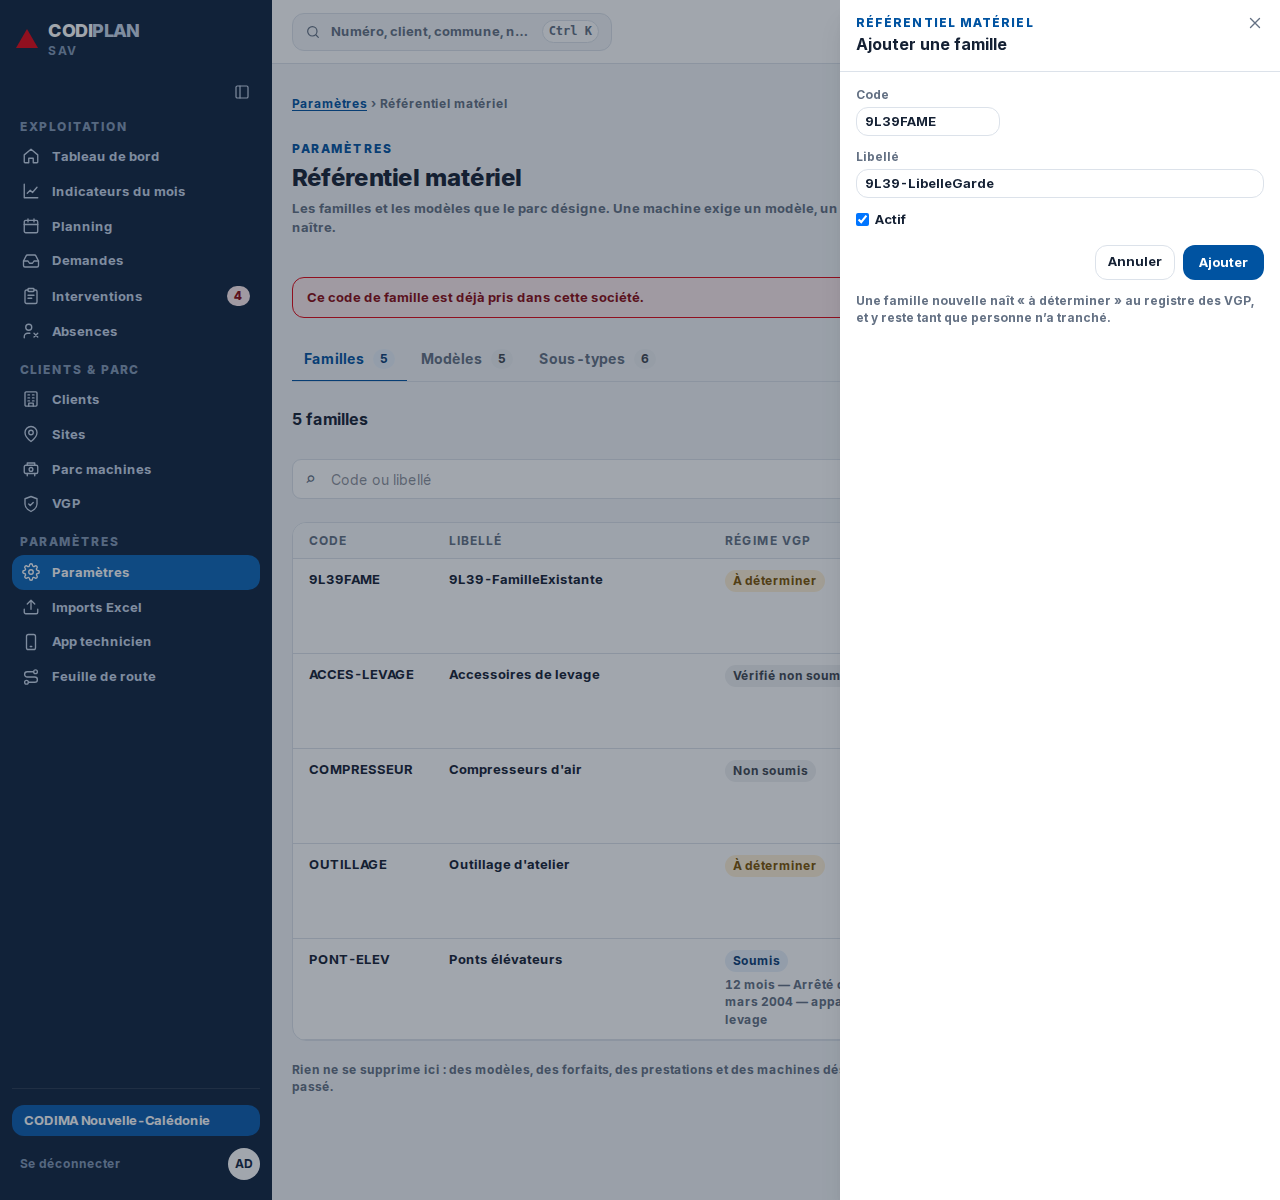 CODIPLAN
SAV
EXPLOITATION
Tableau de bord
Indicateurs du mois
Planning
Demandes
Interventions 4
Absences
CLIENTS & PARC
Clients
Sites
Parc machines
VGP
PARAMÈTRES
Paramètres
Imports Excel
App technicien
Feuille de route
CODIMA Nouvelle-Calédonie
Se déconnecter AD
Numéro, client, commune, n… Ctrl K
Paramètres › Référentiel matériel
PARAMÈTRES
Référentiel matériel
Les familles et les modèles que le parc désigne. Une machine exige un modèle, un
naître.
Ce code de famille est déjà pris dans cette société.
Familles 5 Modèles 5 Sous-types 6
5 familles
Code ou libellé
CODE LIBELLÉ RÉGIME VGP
9L39FAME 9L39-FamilleExistante À déterminer
ACCES-LEVAGE Accessoires de levage Vérifié non soum
COMPRESSEUR Compresseurs d'air Non soumis
OUTILLAGE Outillage d'atelier À déterminer
PONT-ELEV Ponts élévateurs Soumis
12 mois — Arrêté
mars 2004 — appa
levage
Rien ne se supprime ici : des modèles, des forfaits, des prestations et des machines
passé.
RÉFÉRENTIEL MATÉRIEL
Ajouter une famille
Code
9L39FAME
Libellé
9L39-LibelleGarde
Actif
Annuler Ajouter
Une famille nouvelle naît « à déterminer » au registre des VGP,
et y reste tant que personne n’a tranché.